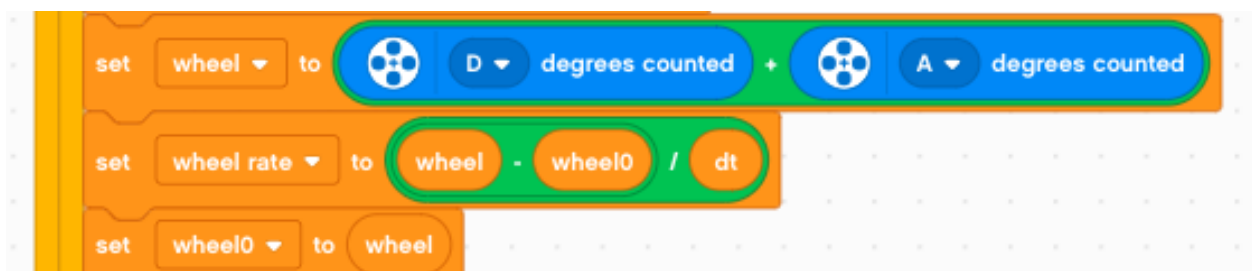 set wheel to D degrees counted + A degrees counted
set wheel rate to wheel - wheel0 / dt
set wheel0 to wheel